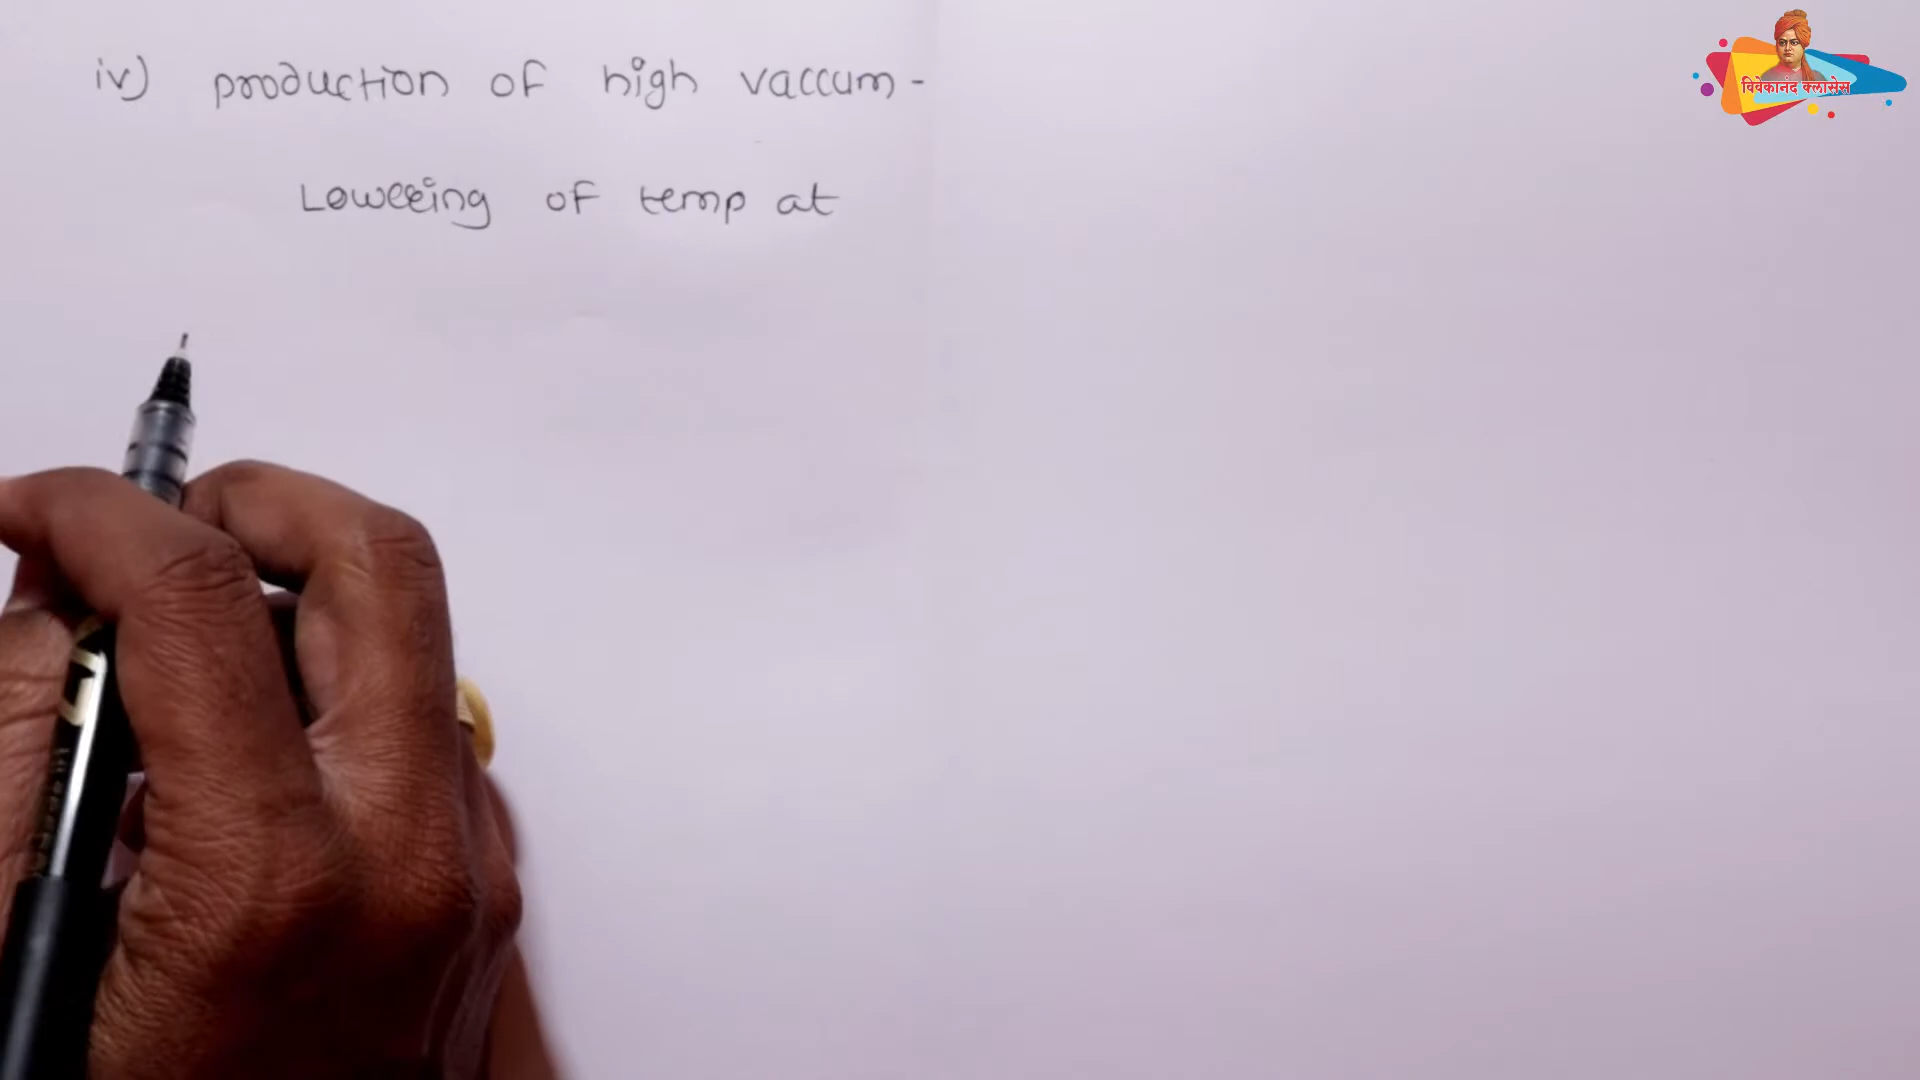 विवेकानंद क्लासेस
iv) production of high vaccum -
Lowering of temp at